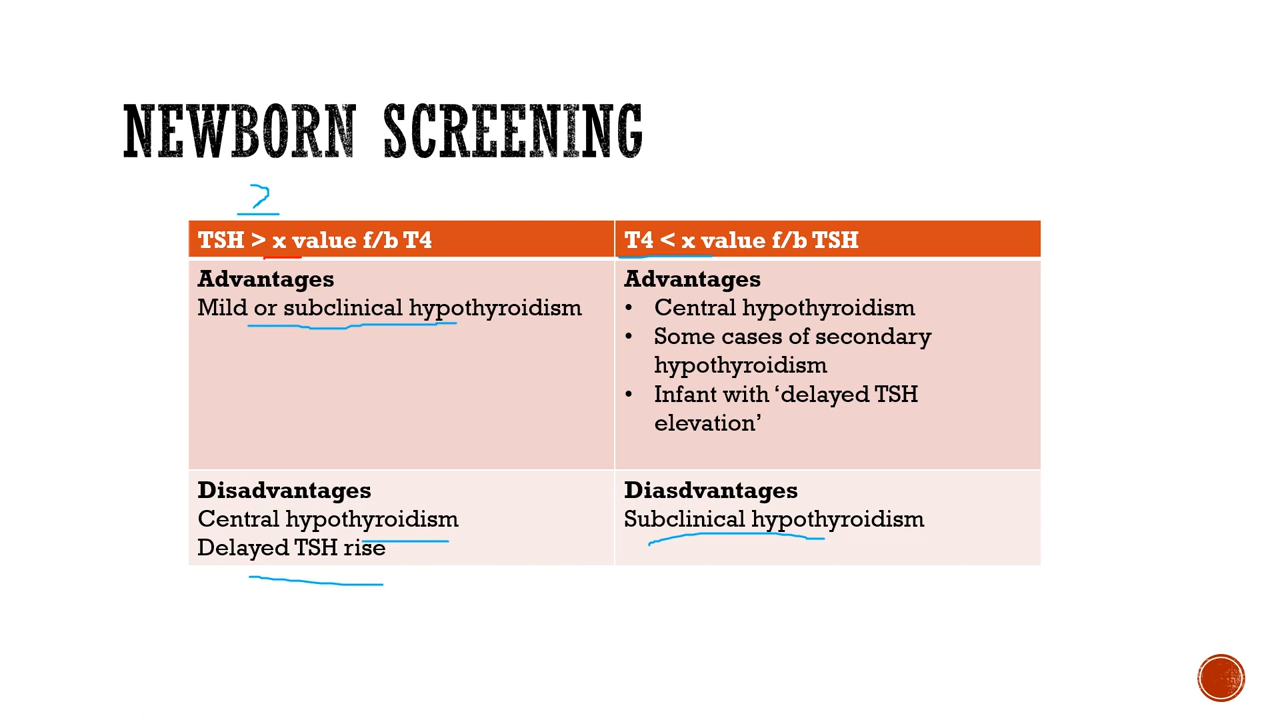 NEWBORN SCREENING
TSH > x value f/b T4
Advantages
Mild or subclinical hypothyroidism
Disadvantages
Central hypothyroidism
Delayed TSH rise
T4 < x value f/b TSH
Advantages
• Central hypothyroidism
• Some cases of secondary
hypothyroidism
• Infant with ‘delayed TSH
elevation’
Diasdvantages
Subclinical hypothyroidism